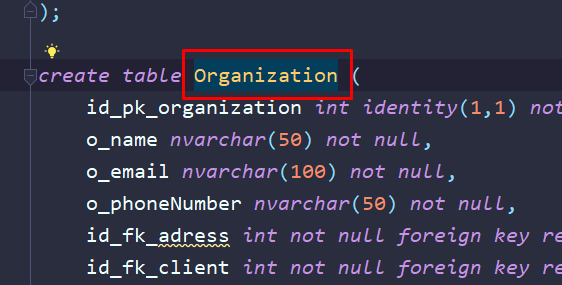 );
create table Organization (
id_pk_organization int identity(1,1) not
o_name nvarchar(50) not null,
o_email nvarchar(100) not null,
o_phoneNumber nvarchar(50) not null,
id_fk_adress int not null foreign key re
id_fk_client int not null foreign key re